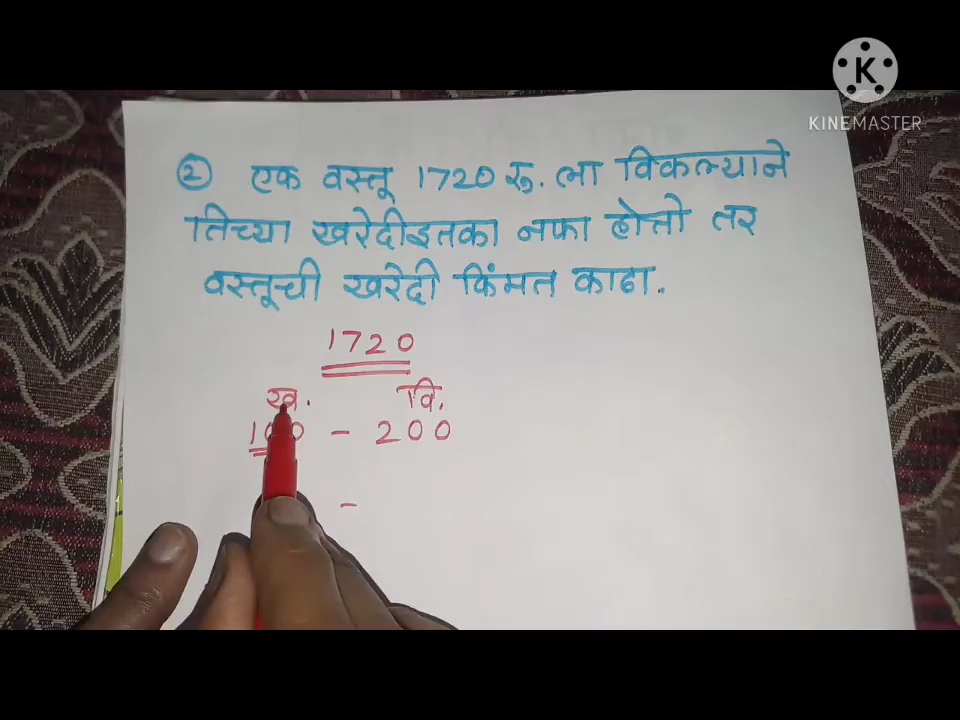 K
KINEMASTER
② एक वस्तू 1720 रू. ला विकल्याने
तिच्या खरेदीइतका नफा होतो तर
वस्तूची खरेदी किंमत काढा.
1720
ख. वि.
100 - 200
-